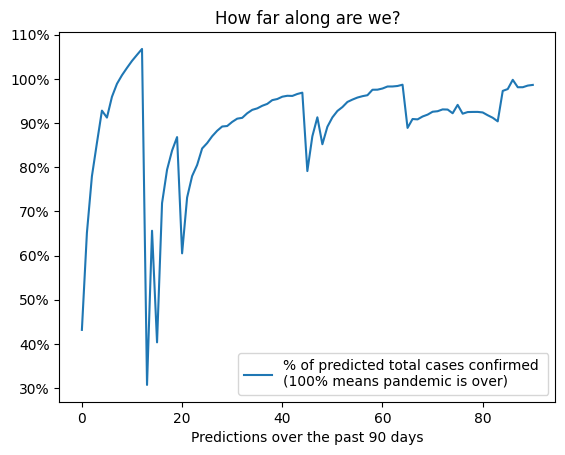 How far along are we?
110%
100%
90%
80%
70%
60%
50%
40%
30%
% of predicted total cases confirmed
(100% means pandemic is over)
0 20 40 60 80
Predictions over the past 90 days